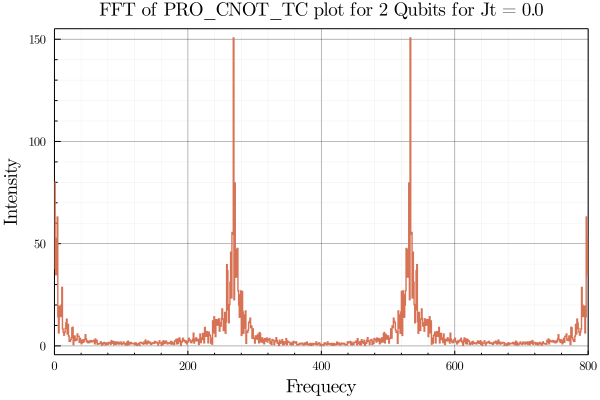 FFT of PRO_CNOT_TC plot for 2 Qubits for Jt = 0.0
150
100
50
0
Intensity
0 200 400 600 800
Frequecy